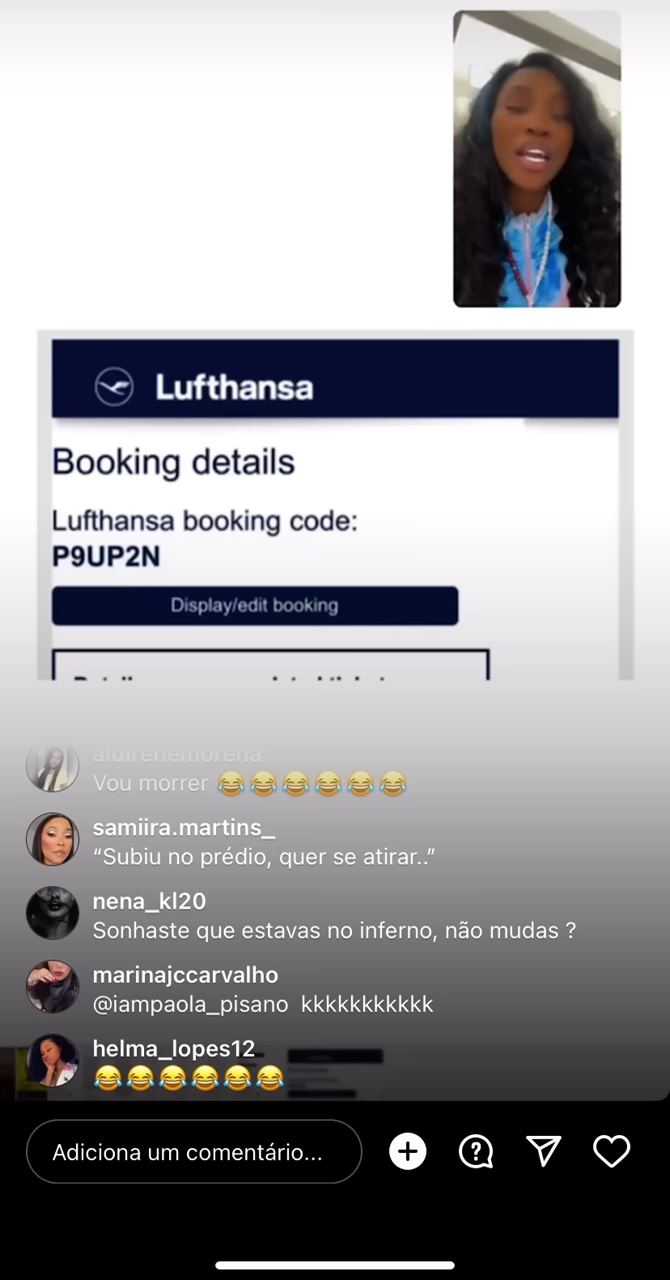 Lufthansa
Booking details
Lufthansa booking code:
P9UP2N
Display/edit booking
aldirenemorena
Vou morrer 😂😂😂😂😂😂
samiira.martins_
“Subiu no prédio, quer se atirar..”
nena_kl20
Sonhaste que estavas no inferno, não mudas ?
marinajccarvalho
@iampaola_pisano kkkkkkkkkkk
helma_lopes12
😂😂😂😂😂😂
Adiciona um comentário...